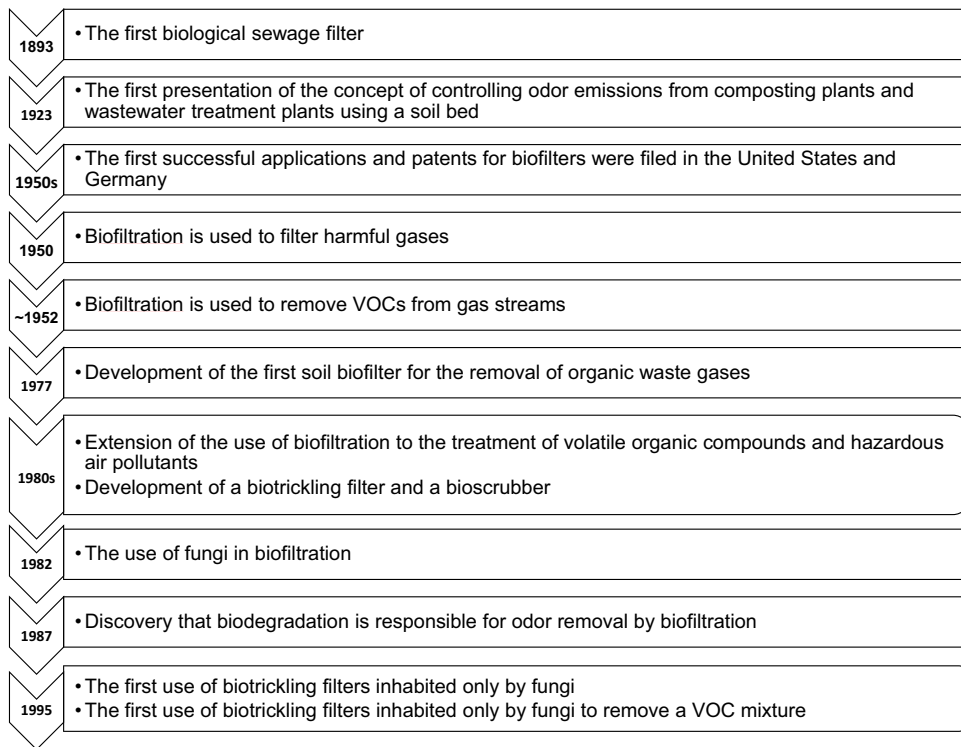 1893
• The first biological sewage filter
1923
• The first presentation of the concept of controlling odor emissions from composting plants and
wastewater treatment plants using a soil bed
1950s
• The first successful applications and patents for biofilters were filed in the United States and
Germany
1950
• Biofiltration is used to filter harmful gases
~1952
• Biofiltration is used to remove VOCs from gas streams
1977
• Development of the first soil biofilter for the removal of organic waste gases
1980s
• Extension of the use of biofiltration to the treatment of volatile organic compounds and hazardous
air pollutants
• Development of a biotrickling filter and a bioscrubber
1982
• The use of fungi in biofiltration
1987
• Discovery that biodegradation is responsible for odor removal by biofiltration
1995
• The first use of biotrickling filters inhabited only by fungi
• The first use of biotrickling filters inhabited only by fungi to remove a VOC mixture